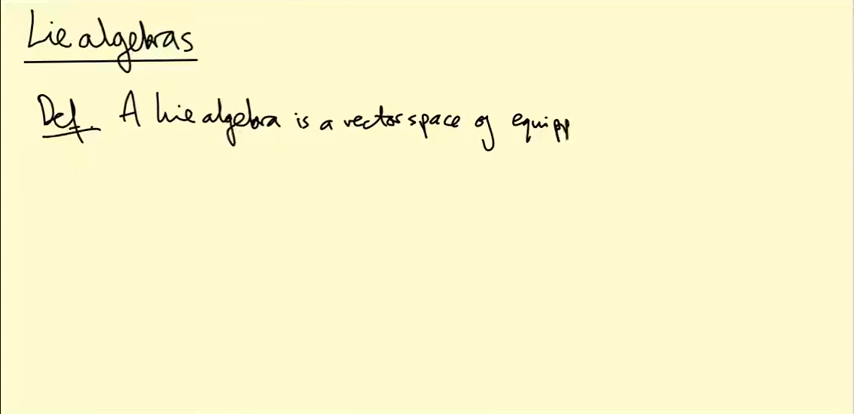 Lie algebras
Def. A Lie algebra is a vector space g equipp